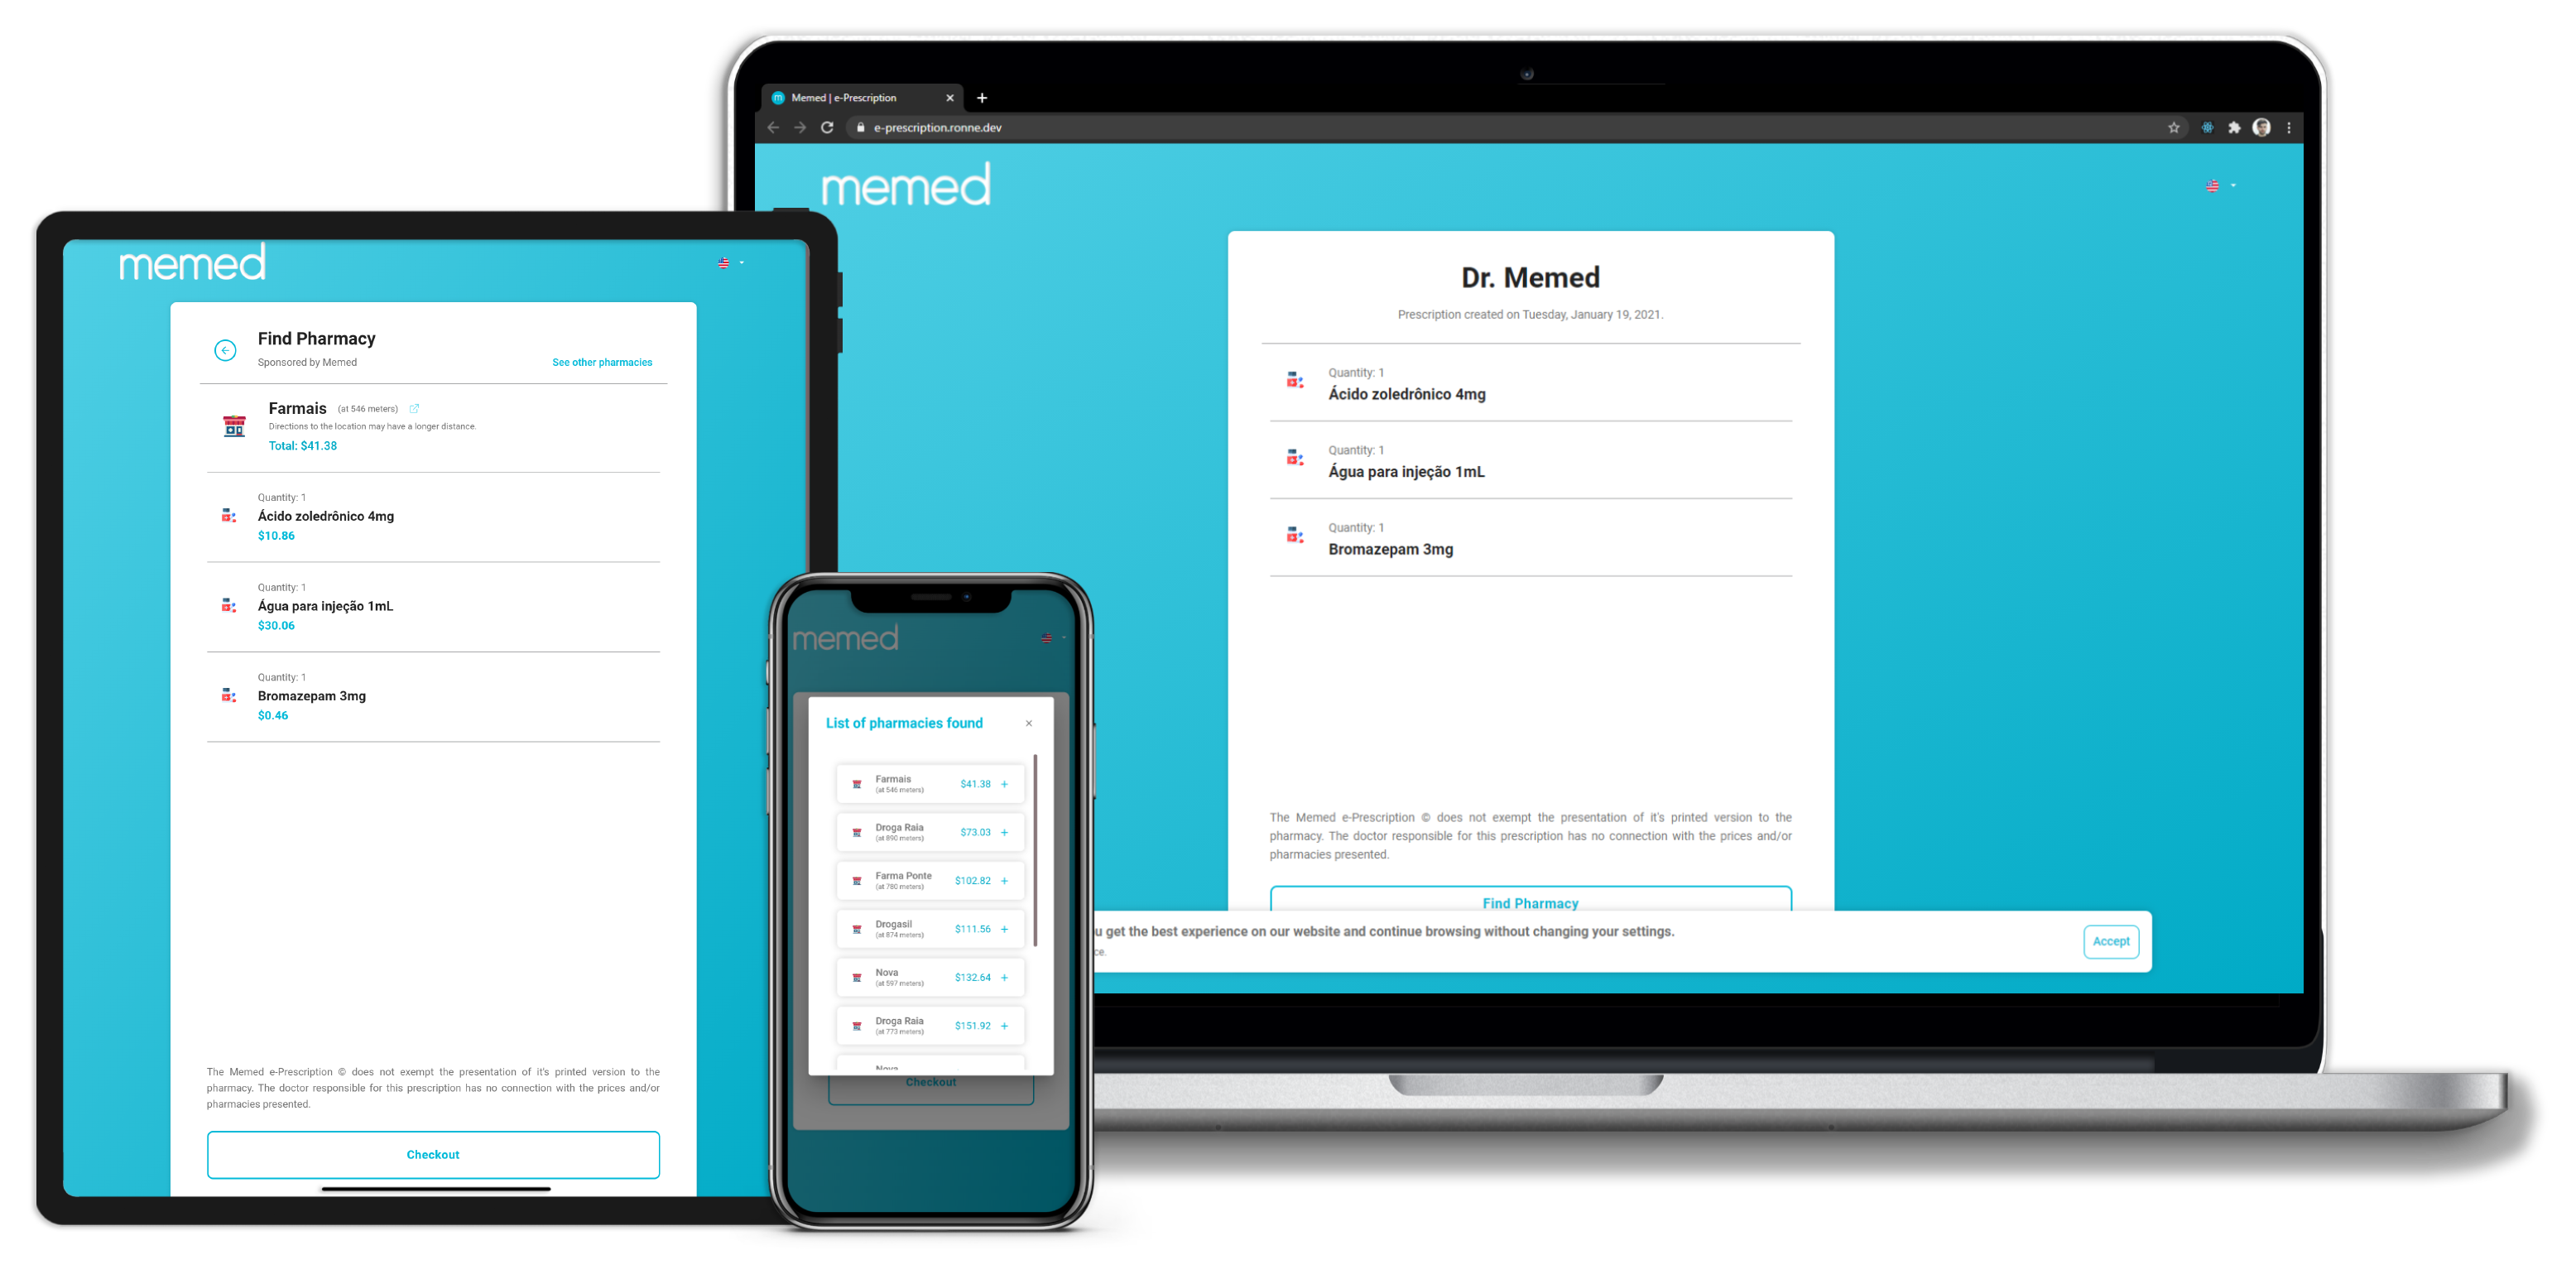 memed
Find Pharmacy
Sponsored by Memed
See other pharmacies
Farmais (at 546 meters)
Directions to the location may have a longer distance.
Total: $41.38
Quantity: 1
Ácido zoledrônico 4mg
$10.86
Quantity: 1
Água para injeção 1mL
$30.06
Quantity: 1
Bromazepam 3mg
$0.46
The Memed e-Prescription © does not exempt the presentation of it's printed version to the
pharmacy. The doctor responsible for this prescription has no connection with the prices and/or
pharmacies presented.
Checkout
memed
List of pharmacies found ×
Farmais
(at 546 meters)
$41.38 +
Droga Raia
(at 890 meters)
$73.03 +
Farma Ponte
(at 780 meters)
$102.82 +
Drogasil
(at 874 meters)
$111.56 +
Nova
(at 597 meters)
$132.64 +
Droga Raia
(at 773 meters)
$151.92 +
Nova
Checkout
m Memed | e-Prescription × +
e-prescription.ronne.dev
memed
Dr. Memed
Prescription created on Tuesday, January 19, 2021.
Quantity: 1
Ácido zoledrônico 4mg
Quantity: 1
Água para injeção 1mL
Quantity: 1
Bromazepam 3mg
The Memed e-Prescription © does not exempt the presentation of it's printed version to the
pharmacy. The doctor responsible for this prescription has no connection with the prices and/or
pharmacies presented.
Find Pharmacy
u get the best experience on our website and continue browsing without changing your settings.
ce.
Accept